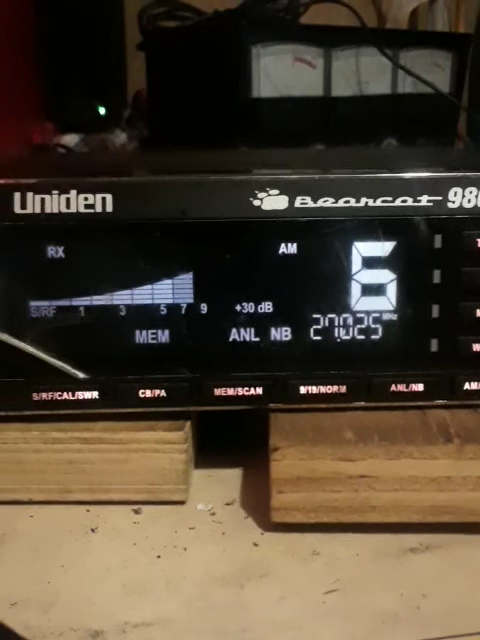 Uniden Bearcat 980
RX AM 6
S/RF 1 3 5 7 9 +30 dB
MEM ANL NB 27.025 MHz
S/RF/CAL/SWR CB/PA MEM/SCAN 9/19/NORM ANL/NB